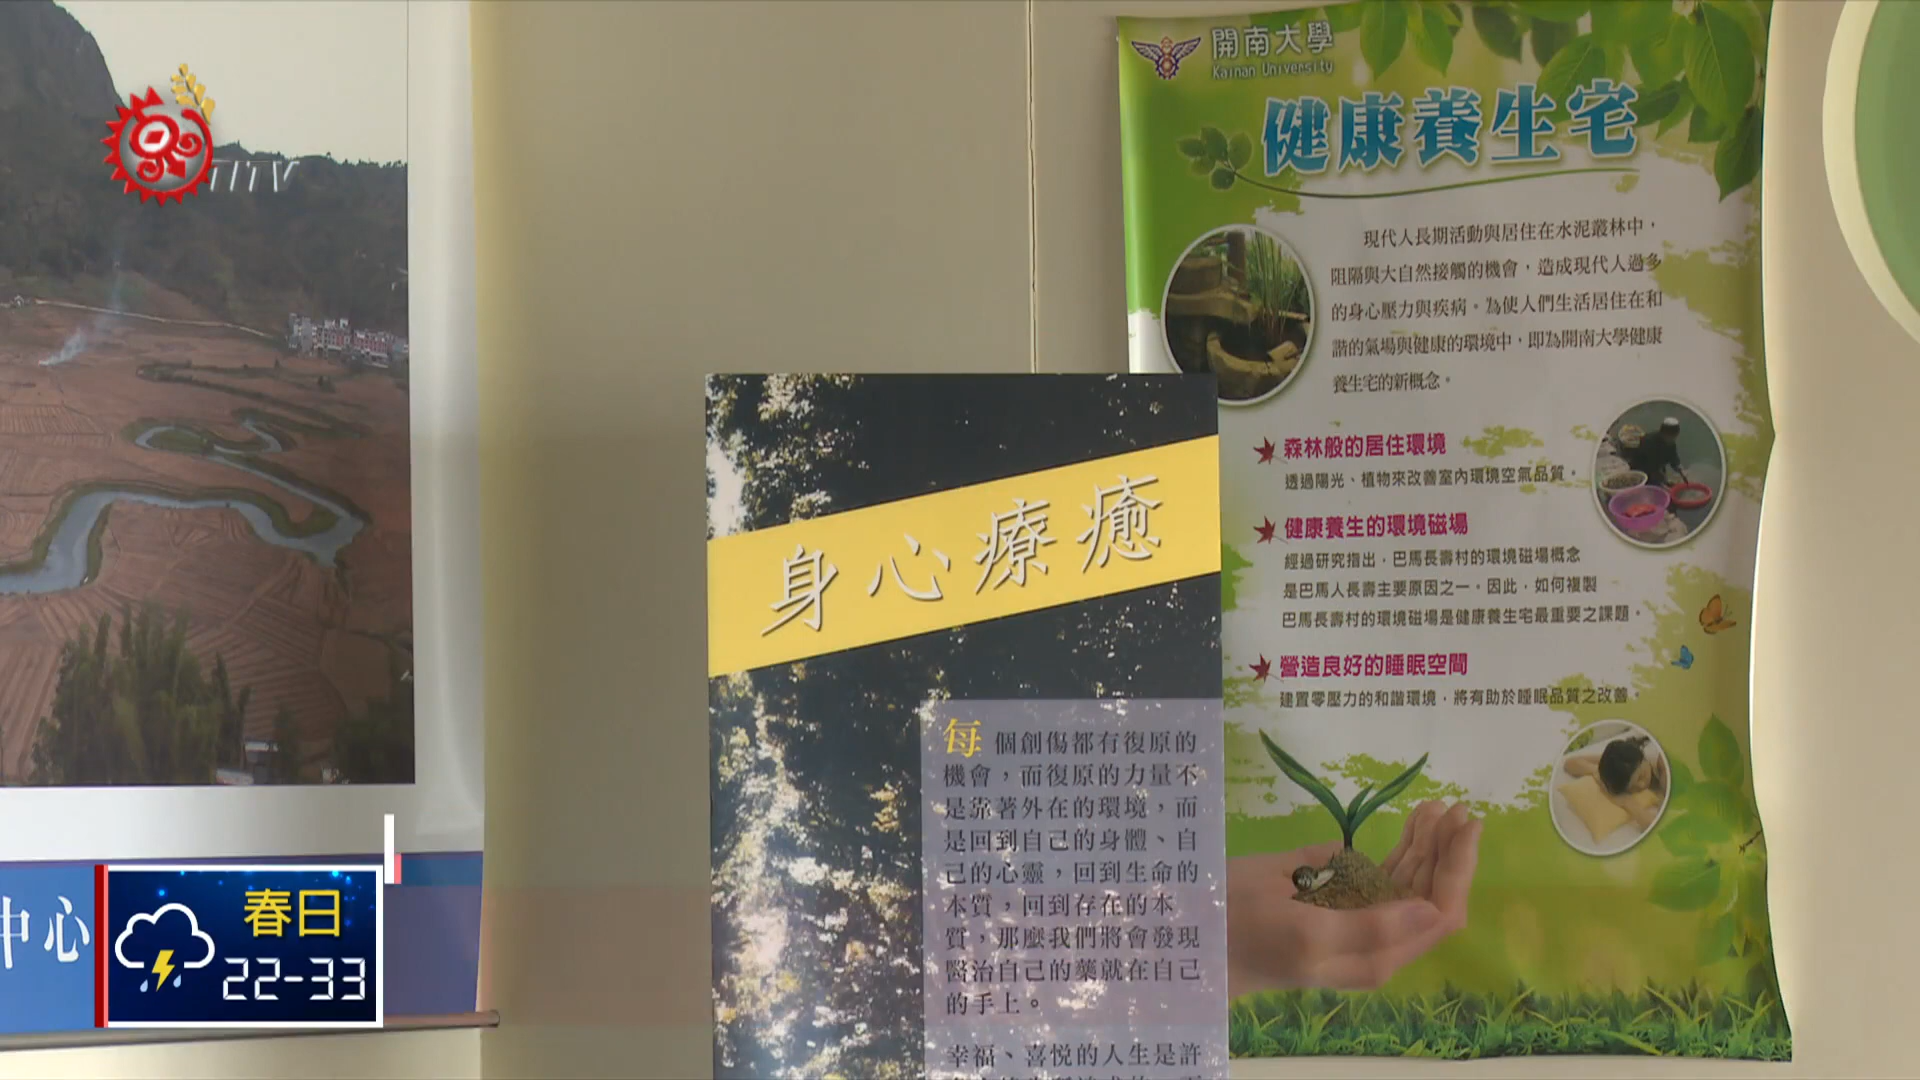 TITV
開南大學
Kainan University
健康養生宅
現代人長期活動與居住在水泥叢林中，
阻隔與大自然接觸的機會，造成現代人過多
的身心壓力與疾病。為使人們生活居住在和
諧的氣場與健康的環境中，即為開南大學健康
養生宅的新概念。
森林般的居住環境
透過陽光、植物來改善室內環境空氣品質。
健康養生的環境磁場
經過研究指出，巴馬長壽村的環境磁場概念
是巴馬人長壽主要原因之一。因此，如何複製
巴馬長壽村的環境磁場是健康養生宅最重要之課題。
營造良好的睡眠空間
建置零壓力的和諧環境，將有助於睡眠品質之改善。
身心療癒
每個創傷都有復原的
機會，而復原的力量不
是靠著外在的環境，而
是回到自己的身體、自
己的心靈，回到生命的
本質，回到存在的本
質，那麼我們將會發現
醫治自己的藥就在自己
的手上。
幸福、喜悅的人生是許
中心
春日
22-33